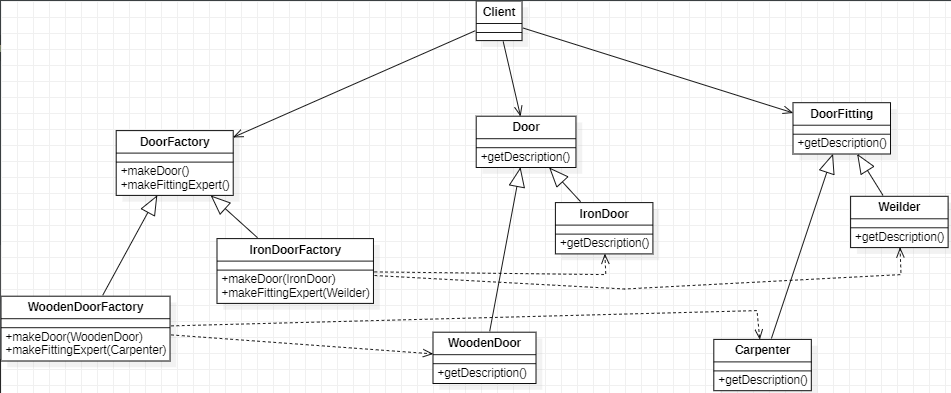 Client
DoorFactory
+makeDoor()
+makeFittingExpert()
Door
+getDescription()
DoorFitting
+getDescription()
IronDoorFactory
+makeDoor(IronDoor)
+makeFittingExpert(Weilder)
IronDoor
+getDescription()
Weilder
+getDescription()
WoodenDoorFactory
+makeDoor(WoodenDoor)
+makeFittingExpert(Carpenter)
WoodenDoor
+getDescription()
Carpenter
+getDescription()